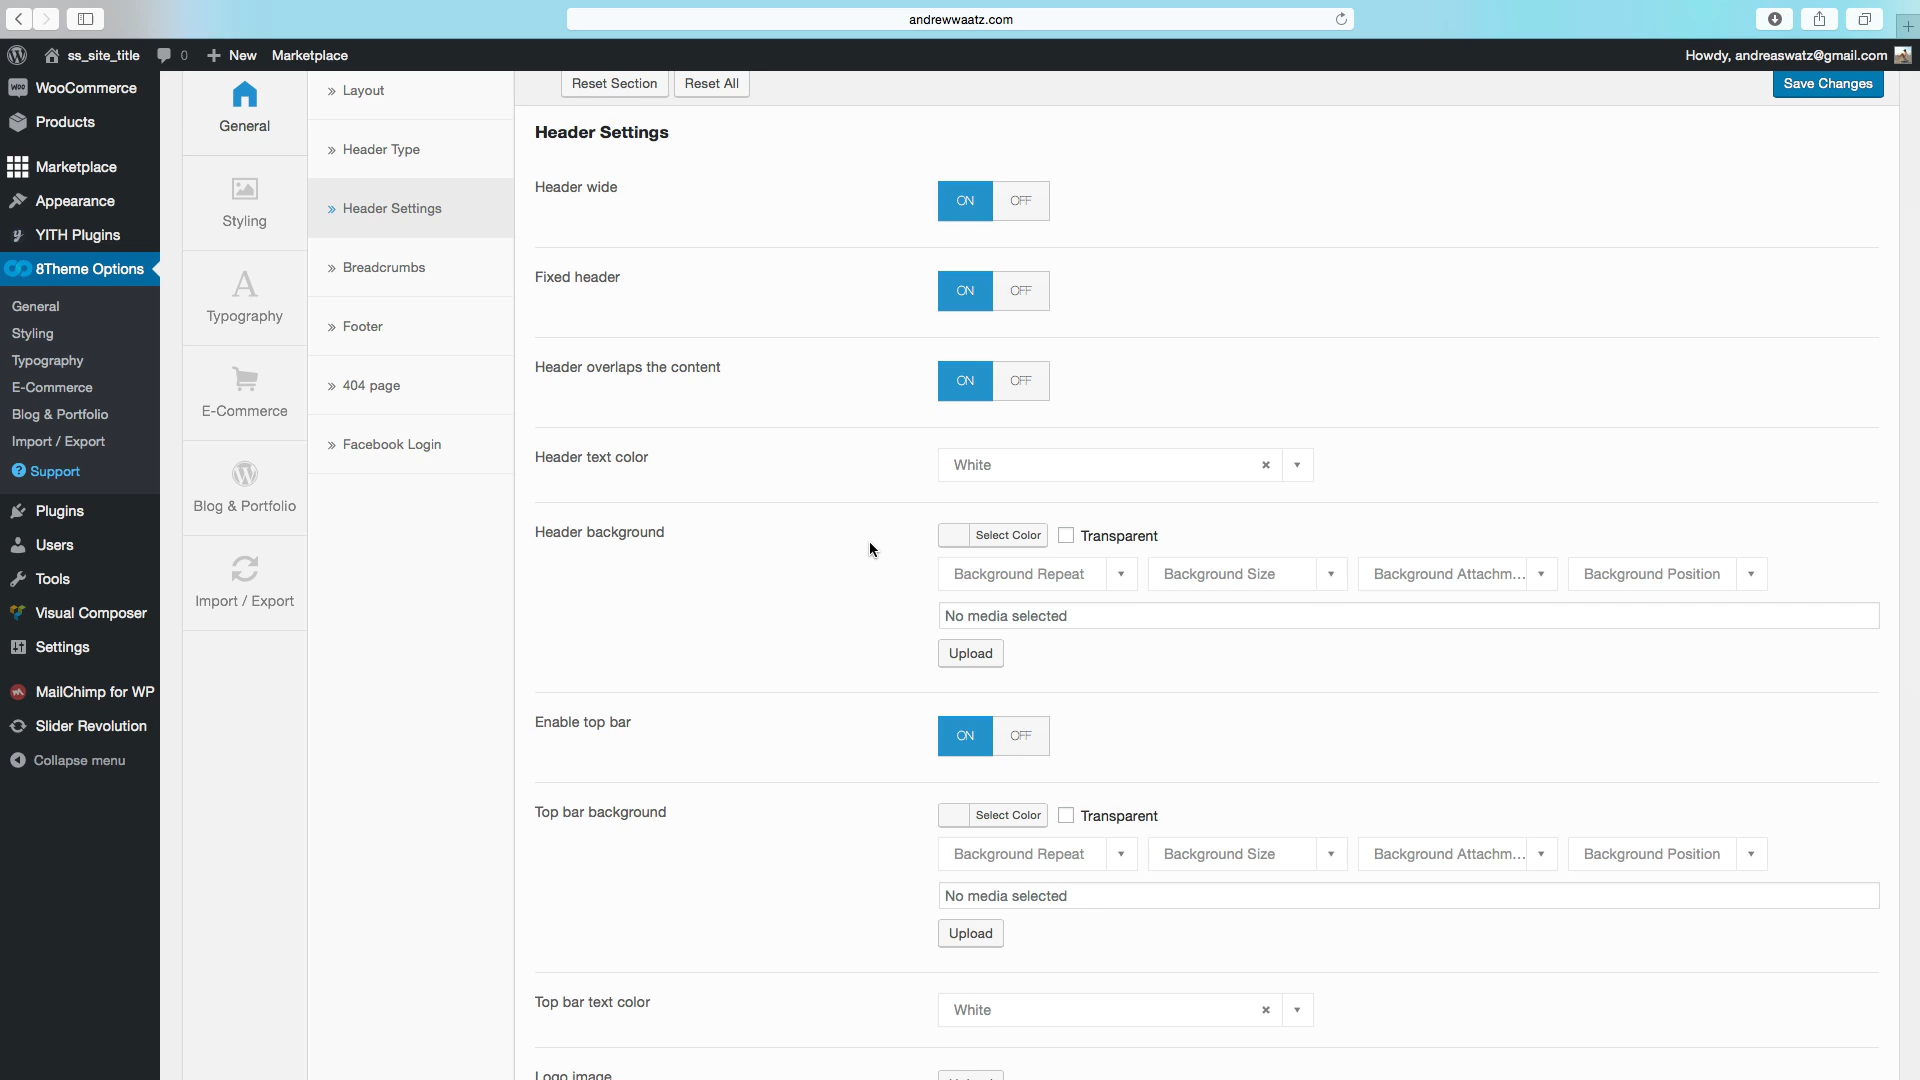 andrewwaatz.com
ss_site_title
0
New
Marketplace
Howdy, andreaswatz@gmail.com
WooCommerce
Products
Marketplace
Appearance
YITH Plugins
8Theme Options
General
Styling
Typography
E-Commerce
Blog & Portfolio
Import / Export
Support
Plugins
Users
Tools
Visual Composer
Settings
MailChimp for WP
Slider Revolution
Collapse menu
General
Styling
Typography
E-Commerce
Blog & Portfolio
Import / Export
» Layout
» Header Type
» Header Settings
» Breadcrumbs
» Footer
» 404 page
» Facebook Login
Reset Section
Reset All
Save Changes
Header Settings
Header wide
ON OFF
Fixed header
ON OFF
Header overlaps the content
ON OFF
Header text color
White
Header background
Select Color
Transparent
Background Repeat
Background Size
Background Attachm...
Background Position
No media selected
Upload
Enable top bar
ON OFF
Top bar background
Select Color
Transparent
Background Repeat
Background Size
Background Attachm...
Background Position
No media selected
Upload
Top bar text color
White
Logo image